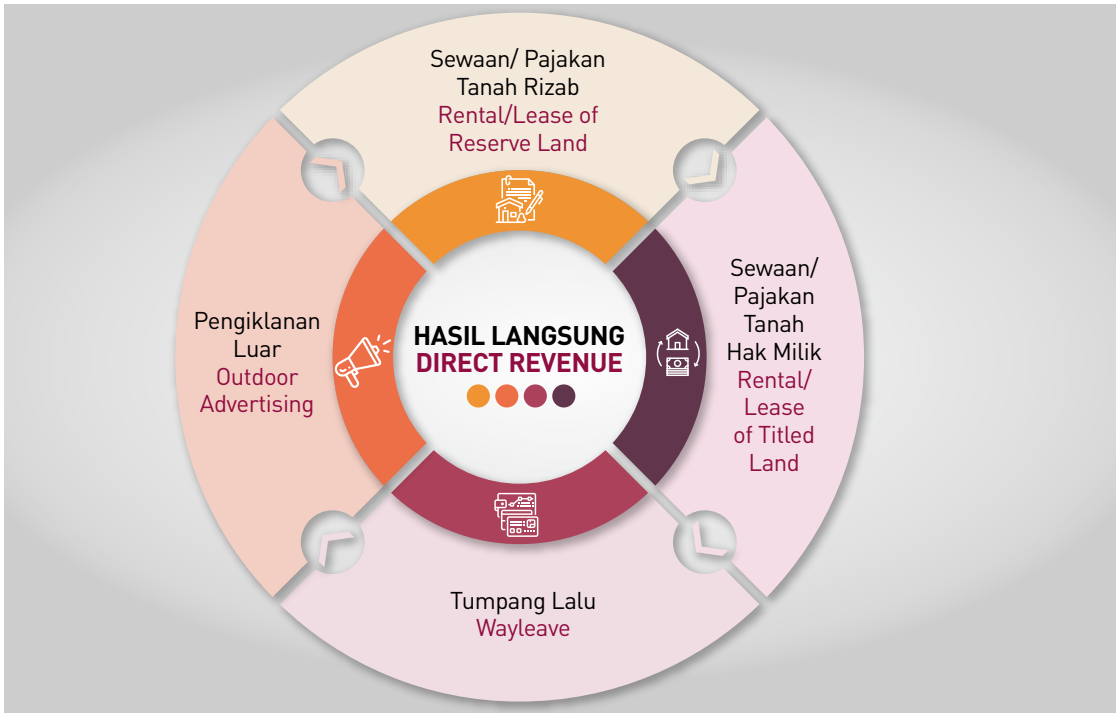 Sewaan/ Pajakan
Tanah Rizab
Rental/Lease of
Reserve Land
Sewaan/
Pajakan
Tanah
Hak Milik
Rental/
Lease
of Titled
Land
Tumpang Lalu
Wayleave
Pengiklanan
Luar
Outdoor
Advertising
HASIL LANGSUNG
DIRECT REVENUE